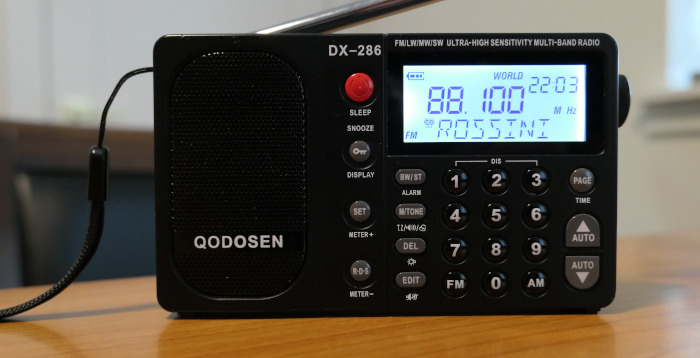 DX-286
FM/LW/MW/SW ULTRA-HIGH SENSITIVITY MULTI-BAND RADIO
WORLD
22:03
88.100
M Hz
FM
ROSSINI
SLEEP
SNOOZE
DISPLAY
SET
METER+
R·D·S
METER-
QODOSEN
DIS
BW/ST
1
2
3
PAGE
ALARM
TIME
M/TONE
4
5
6
AUTO
DEL
7
8
9
AUTO
EDIT
FM
0
AM